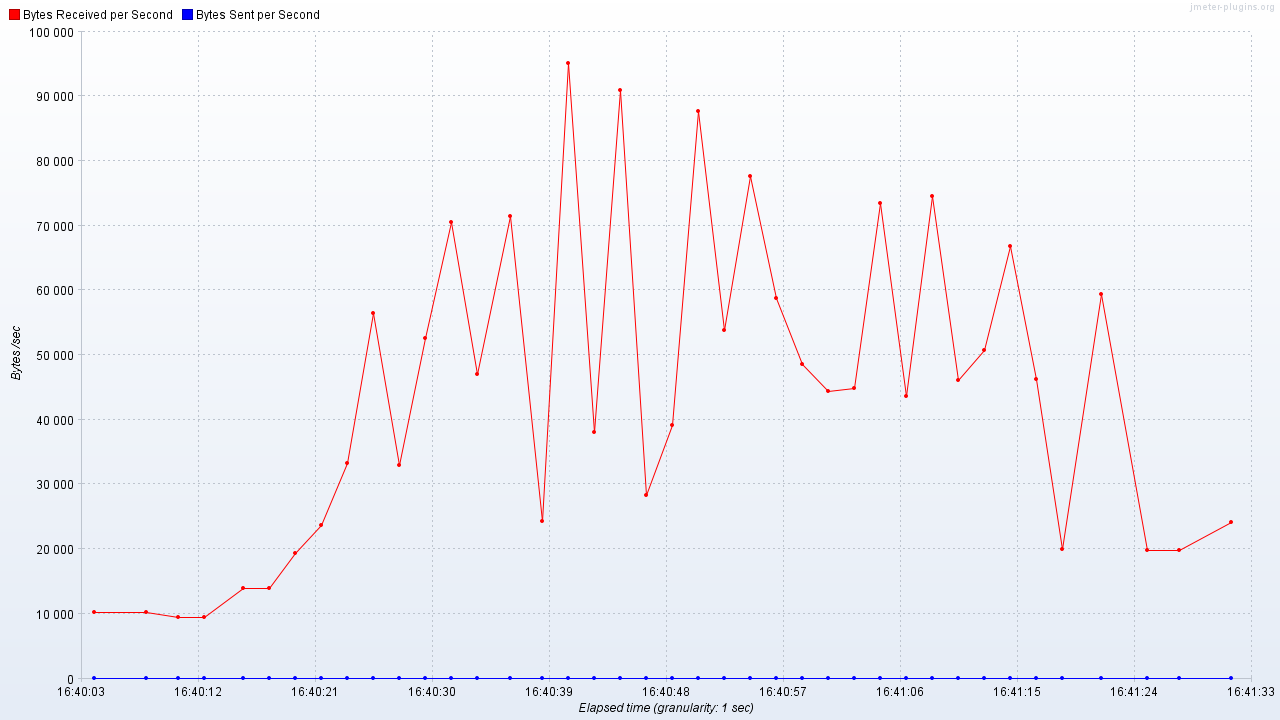 jmeter-plugins.org
Bytes Received per Second Bytes Sent per Second
100 000
90 000
80 000
70 000
60 000
50 000
40 000
30 000
20 000
10 000
0
Bytes /sec
16:40:03 16:40:12 16:40:21 16:40:30 16:40:39 16:40:48 16:40:57 16:41:06 16:41:15 16:41:24 16:41:33
Elapsed time (granularity: 1 sec)